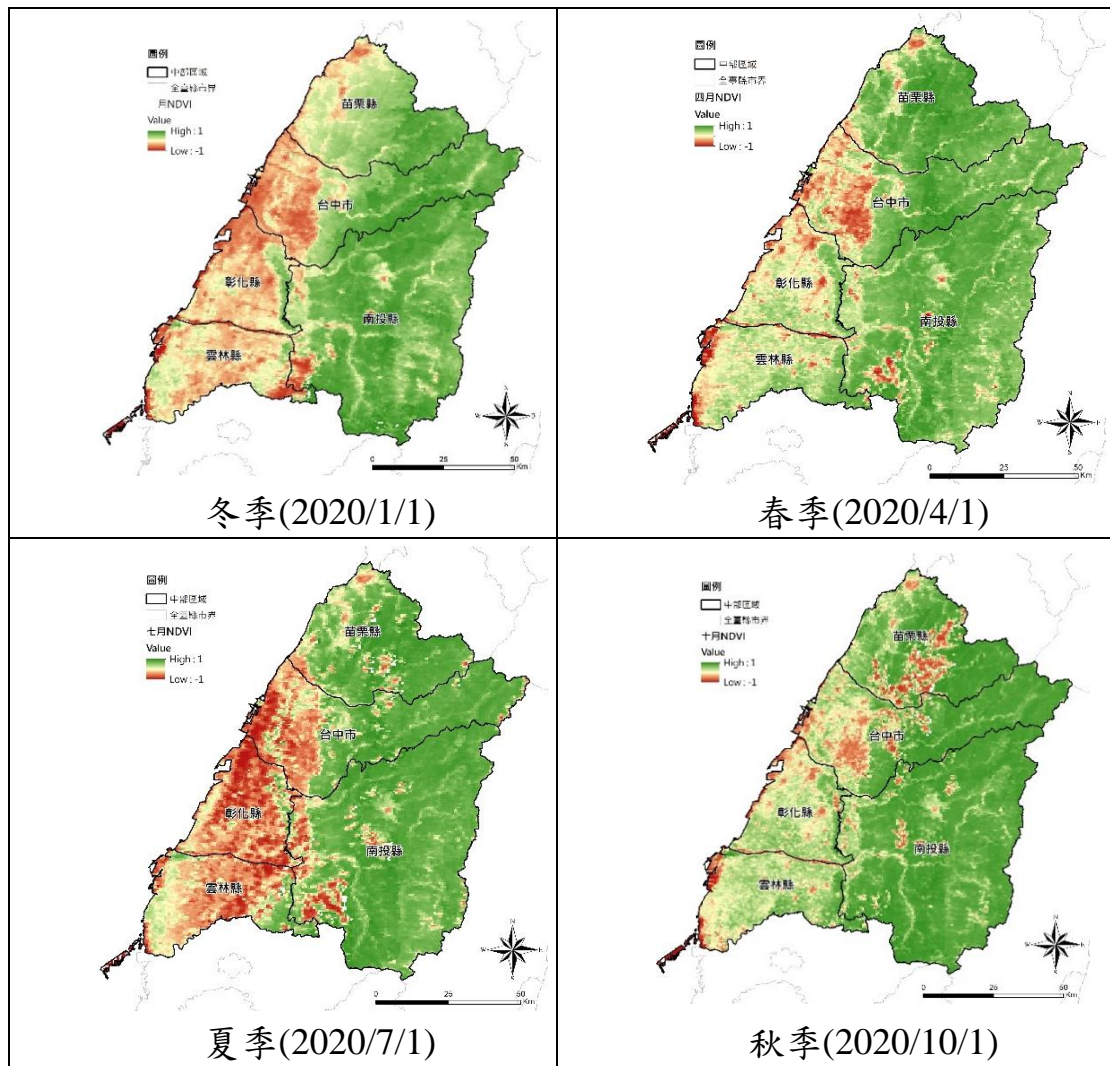 圖例
中部區域
全臺縣市界
月NDVI
Value
High : 1
Low : -1
苗栗縣
台中市
彰化縣
南投縣
雲林縣
N
W
E
S
0
25
50
Km
冬季(2020/1/1)
圖例
中部區域
全臺縣市界
四月NDVI
Value
High : 1
Low : -1
苗栗縣
台中市
彰化縣
南投縣
雲林縣
N
W
E
S
0
25
50
Km
春季(2020/4/1)
圖例
中部區域
全臺縣市界
七月NDVI
Value
High : 1
Low : -1
苗栗縣
台中市
彰化縣
南投縣
雲林縣
N
W
E
S
0
25
50
Km
夏季(2020/7/1)
圖例
中部區域
全臺縣市界
十月NDVI
Value
High : 1
Low : -1
苗栗縣
台中市
彰化縣
南投縣
雲林縣
N
W
E
S
0
25
Km
秋季(2020/10/1)